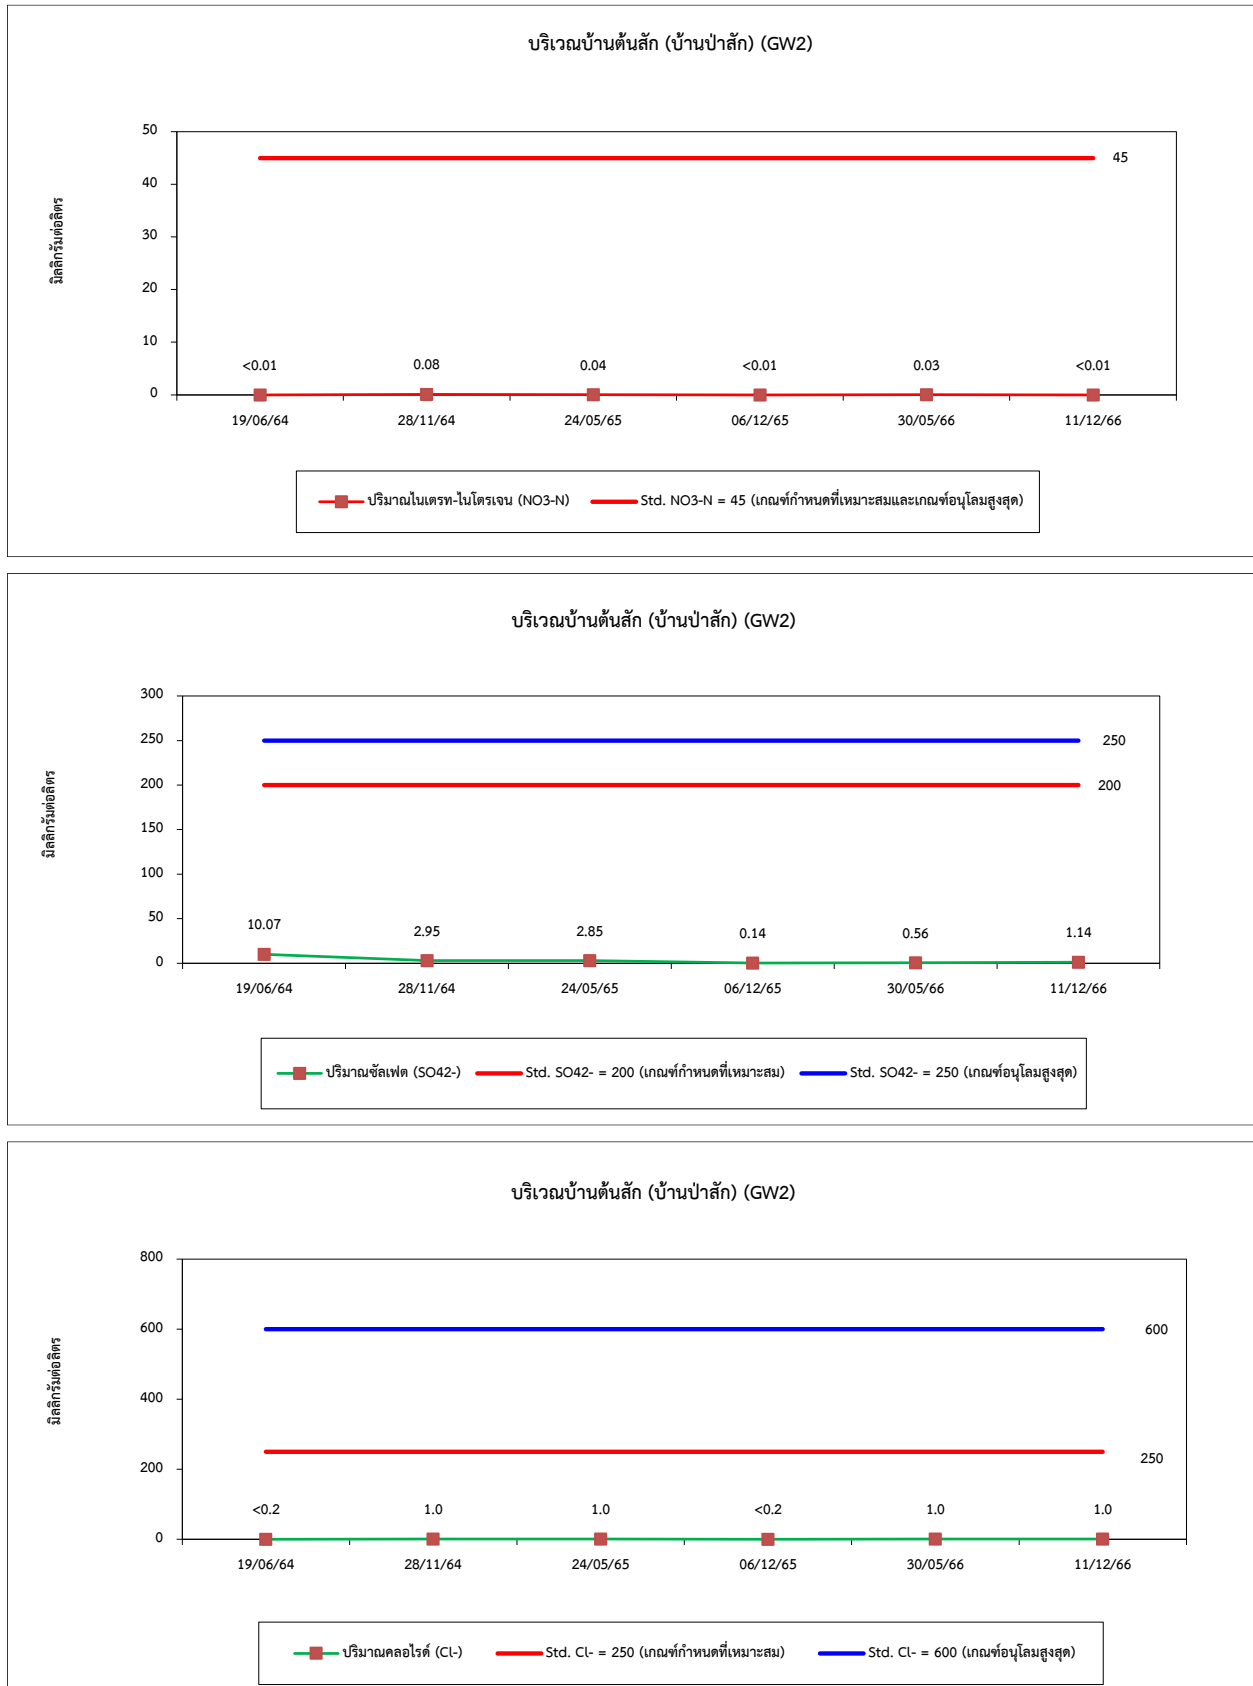 บริเวณบ้านต้นสัก (บ้านป่าสัก) (GW2)
มิลลิกรัมต่อลิตร
50
40
30
20
10
0
45
<0.01 0.08 0.04 <0.01 0.03 <0.01
19/06/64 28/11/64 24/05/65 06/12/65 30/05/66 11/12/66
ปริมาณไนเตรท-ไนโตรเจน (NO3-N) Std. NO3-N = 45 (เกณฑ์กำหนดที่เหมาะสมและเกณฑ์อนุโลมสูงสุด)
บริเวณบ้านต้นสัก (บ้านป่าสัก) (GW2)
มิลลิกรัมต่อลิตร
300
250
200
150
100
50
0
250
200
10.07 2.95 2.85 0.14 0.56 1.14
19/06/64 28/11/64 24/05/65 06/12/65 30/05/66 11/12/66
ปริมาณซัลเฟต (SO42-) Std. SO42- = 200 (เกณฑ์กำหนดที่เหมาะสม) Std. SO42- = 250 (เกณฑ์อนุโลมสูงสุด)
บริเวณบ้านต้นสัก (บ้านป่าสัก) (GW2)
มิลลิกรัมต่อลิตร
800
600
400
200
0
600
250
<0.2 1.0 1.0 <0.2 1.0 1.0
19/06/64 28/11/64 24/05/65 06/12/65 30/05/66 11/12/66
ปริมาณคลอไรด์ (Cl-) Std. Cl- = 250 (เกณฑ์กำหนดที่เหมาะสม) Std. Cl- = 600 (เกณฑ์อนุโลมสูงสุด)